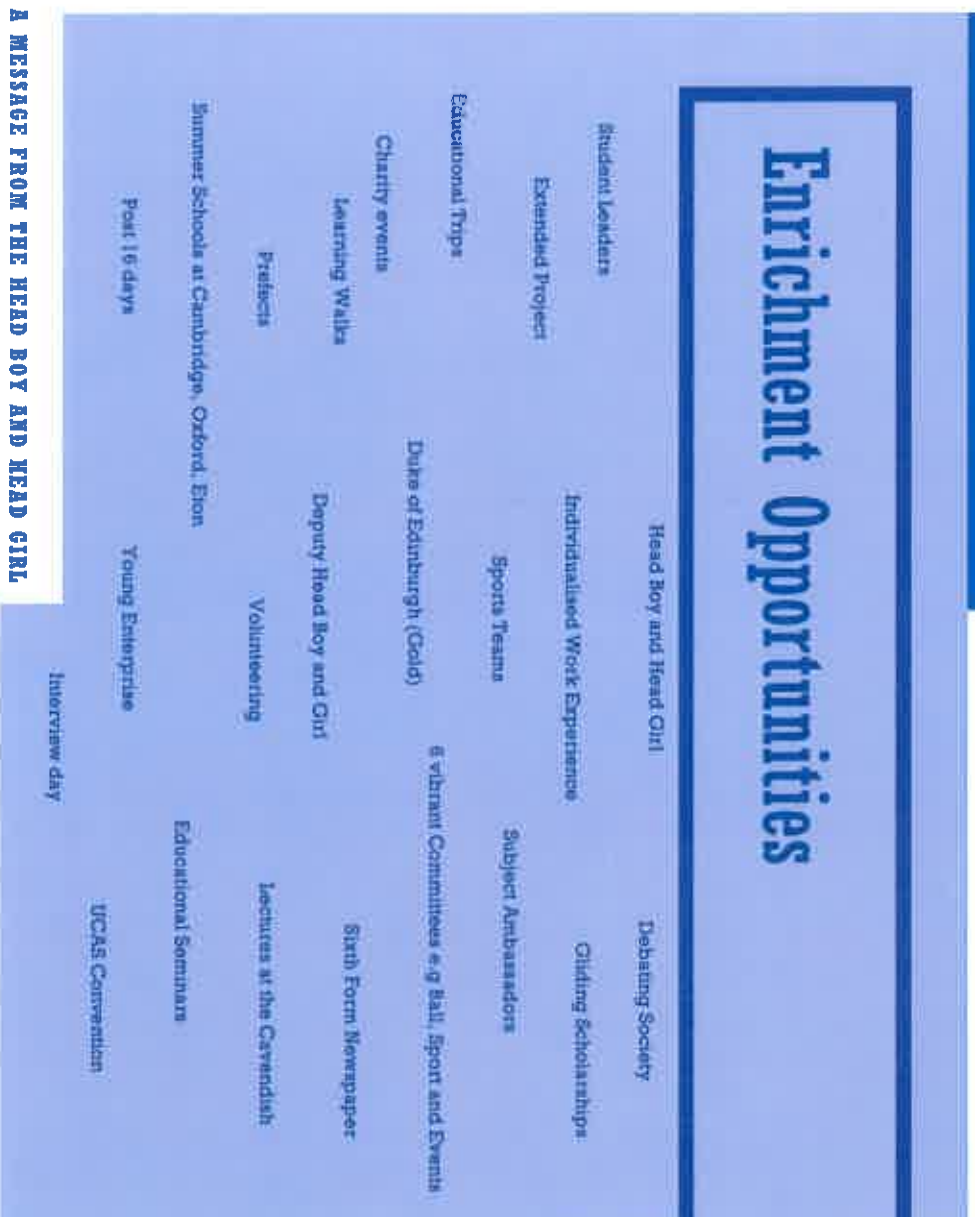 Enrichment Opportunities
Head Boy and Head Girl
Debating Society
Student Leaders
Individualised Work Experience
Gliding Scholarships
Extended Project
Sports Teams
Subject Ambassadors
Educational Trips
Duke of Edinburgh (Gold)
6 vibrant Committees e.g Ball, Sport and Events
Charity events
Learning Walks
Deputy Head Boy and Girl
Sixth Form Newspaper
Prefects
Volunteering
Lectures at the Cavendish
Summer Schools at Cambridge, Oxford, Eton
Educational Seminars
Post 16 days
Young Enterprise
UCAS Convention
Interview day
A MESSAGE FROM THE HEAD BOY AND HEAD GIRL